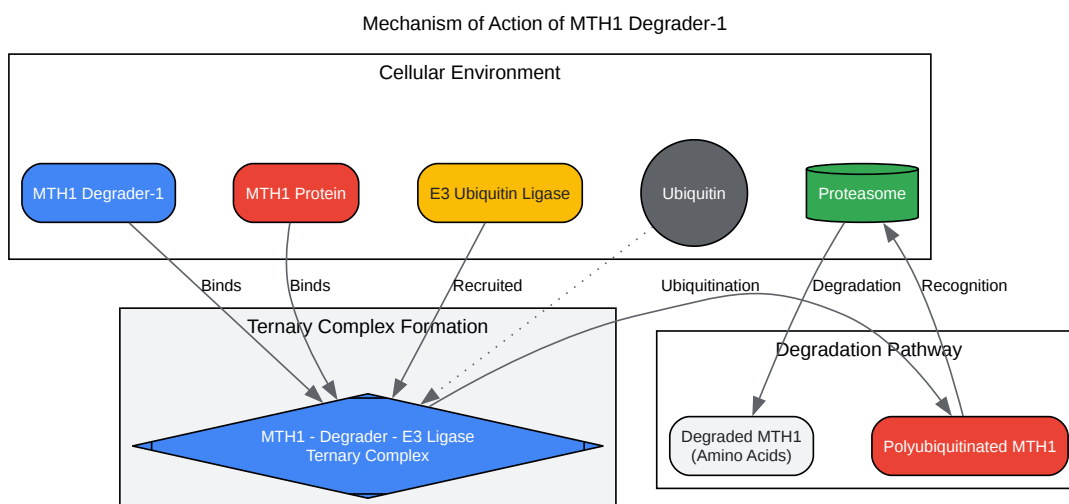 Mechanism of Action of MTH1 Degrader-1
Cellular Environment
MTH1 Degrader-1
MTH1 Protein
E3 Ubiquitin Ligase
Ubiquitin
Proteasome
Binds
Binds
Recruited
Ubiquitination
Degradation
Recognition
Ternary Complex Formation
Degradation Pathway
MTH1 - Degrader - E3 Ligase
Ternary Complex
Degraded MTH1
(Amino Acids)
Polyubiquitinated MTH1